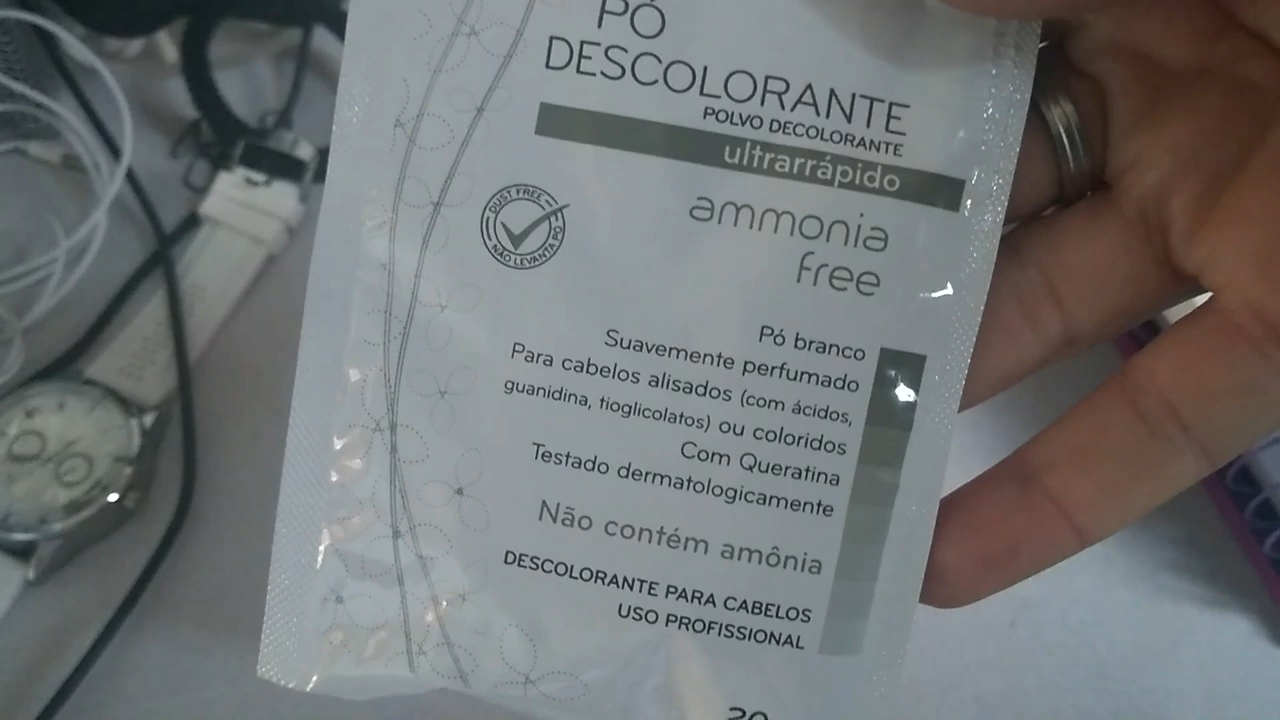 PÓ
DESCOLORANTE
POLVO DECOLORANTE
ultrarrápido
ammonia
free
DUST FREE
NÃO LEVANTA PÓ
Pó branco
Suavemente perfumado
Para cabelos alisados (com ácidos,
guanidina, tioglicolatos) ou coloridos
Com Queratina
Testado dermatologicamente
Não contém amônia
DESCOLORANTE PARA CABELOS
USO PROFISSIONAL